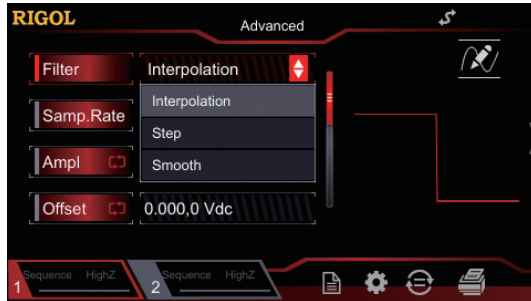 RIGOL
Advanced
Filter
Interpolation
Interpolation
Samp.Rate
Step
Ampl
Smooth
Offset
0.000,0 Vdc
1
Sequence HighZ
2
Sequence HighZ